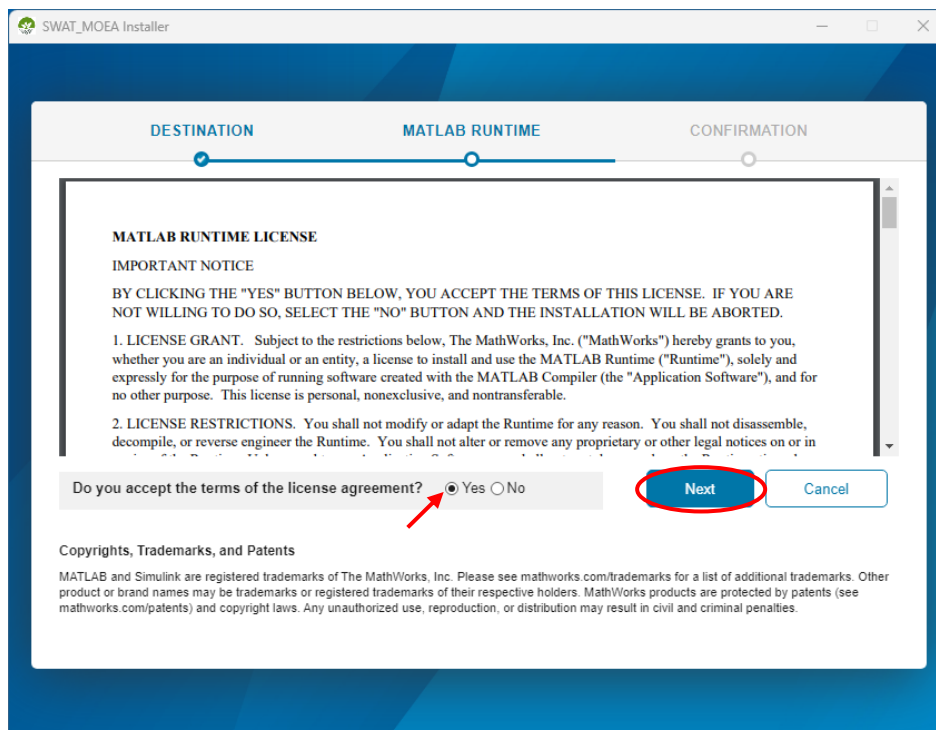 SWAT_MOEA Installer
DESTINATION
MATLAB RUNTIME
CONFIRMATION
MATLAB RUNTIME LICENSE
IMPORTANT NOTICE
BY CLICKING THE "YES" BUTTON BELOW, YOU ACCEPT THE TERMS OF THIS LICENSE.  IF YOU ARE
NOT WILLING TO DO SO, SELECT THE "NO" BUTTON AND THE INSTALLATION WILL BE ABORTED.
1. LICENSE GRANT.   Subject to the restrictions below, The MathWorks, Inc. ("MathWorks") hereby grants to you,
whether you are an individual or an entity, a license to install and use the MATLAB Runtime ("Runtime"), solely and
expressly for the purpose of running software created with the MATLAB Compiler (the "Application Software"), and for
no other purpose.  This license is personal, nonexclusive, and nontransferable.
2. LICENSE RESTRICTIONS.  You shall not modify or adapt the Runtime for any reason.  You shall not disassemble,
decompile, or reverse engineer the Runtime.  You shall not alter or remove any proprietary or other legal notices on or in
Do you accept the terms of the license agreement? Yes No
Next
Cancel
Copyrights, Trademarks, and Patents
MATLAB and Simulink are registered trademarks of The MathWorks, Inc. Please see mathworks.com/trademarks for a list of additional trademarks. Other
product or brand names may be trademarks or registered trademarks of their respective holders. MathWorks products are protected by patents (see
mathworks.com/patents) and copyright laws. Any unauthorized use, reproduction, or distribution may result in civil and criminal penalties.